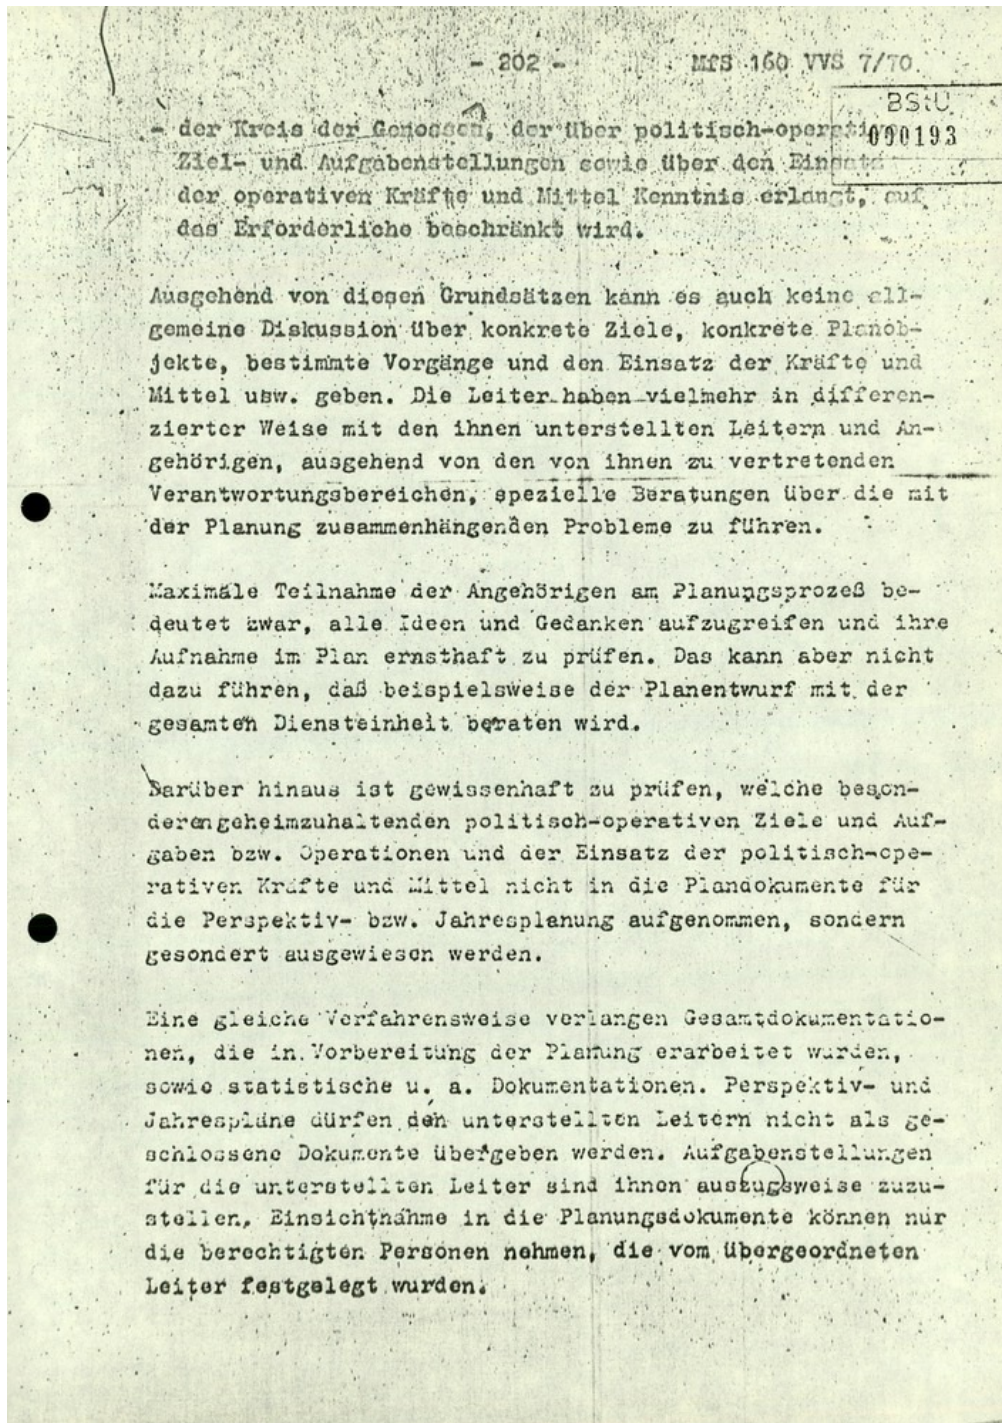 - 202 -
MfS 160 VVS 7/70
BStU
000193
- der Kreis der Genossen, der über politisch-operati
Ziel- und Aufgabenstellungen sowie über den Einsatz
der operativen Kräfte und Mittel Kenntnis erlangt, auf
das Erforderliche beschränkt wird.
Ausgehend von diesen Grundsätzen kann es auch keine all-
gemeine Diskussion über konkrete Ziele, konkrete Planob-
jekte, bestimmte Vorgänge und den Einsatz der Kräfte und
Mittel usw. geben. Die Leiter haben vielmehr in differen-
zierter Weise mit den ihnen unterstellten Leitern und An-
gehörigen, ausgehend von den von ihnen zu vertretenden
Verantwortungsbereichen, spezielle Beratungen über die mit
der Planung zusammenhängenden Probleme zu führen.
Maximale Teilnahme der Angehörigen am Planungsprozeß be-
deutet zwar, alle Ideen und Gedanken aufzugreifen und ihre
Aufnahme im Plan ernsthaft zu prüfen. Das kann aber nicht
dazu führen, daß beispielsweise der Planentwurf mit der
gesamten Diensteinheit beraten wird.
Darüber hinaus ist gewissenhaft zu prüfen, welche beson-
deren geheimzuhaltenden politisch-operativen Ziele und Auf-
gaben bzw. Operationen und der Einsatz der politisch-ope-
rativen Kräfte und Mittel nicht in die Plandokumente für
die Perspektiv- bzw. Jahresplanung aufgenommen, sondern
gesondert ausgewiesen werden.
Eine gleiche Verfahrensweise verlangen Gesamtdokumentatio-
nen, die in Vorbereitung der Planung erarbeitet wurden,
sowie statistische u. a. Dokumentationen. Perspektiv- und
Jahrespläne dürfen den unterstellten Leitern nicht als ge-
schlossene Dokumente übergeben werden. Aufgabenstellungen
für die unterstellten Leiter sind ihnen auszugsweise zuzu-
stellen. Einsichtnahme in die Planungsdokumente können nur
die berechtigten Personen nehmen, die vom übergeordneten
Leiter festgelegt wurden.